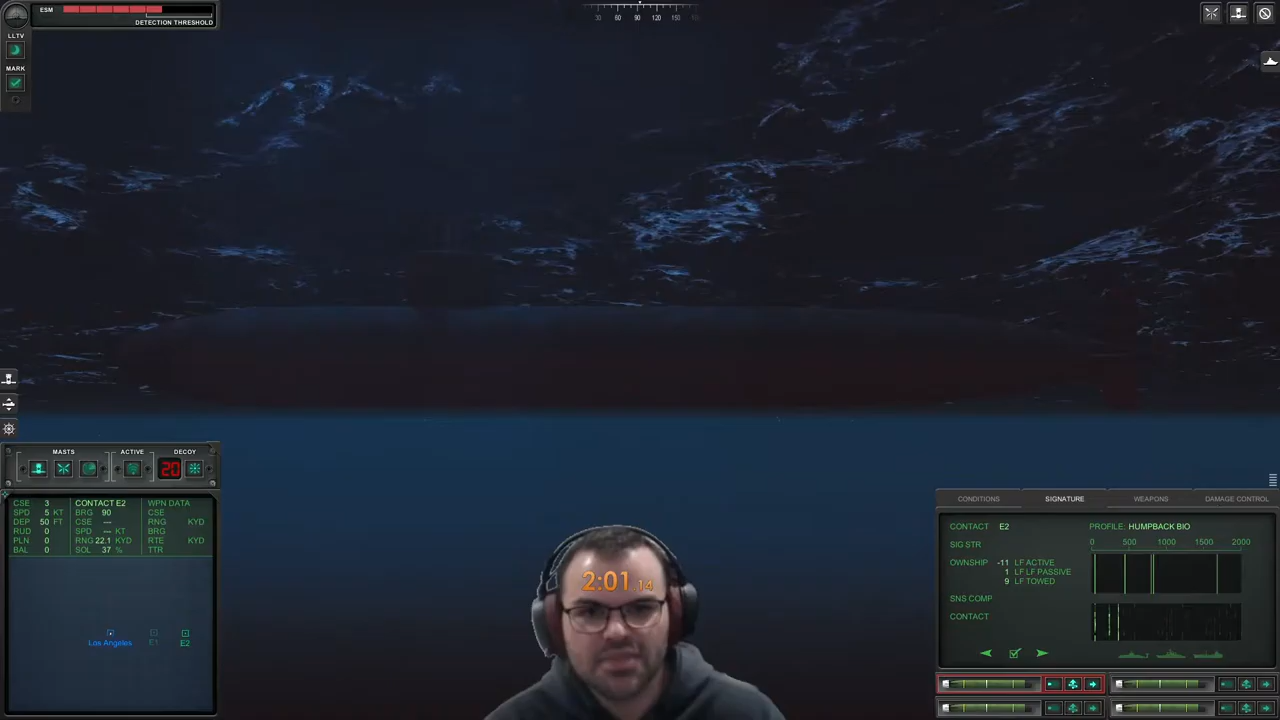 ESM
DETECTION THRESHOLD
LLTV
MARK
30 60 90 120 150
MASTS ACTIVE DECOY
20
CSE 3 CONTACT E2 WPN DATA
SPD 5 KT BRG 90 CSE
DEP 50 FT CSE --- RNG KYD
RUD 0 SPD --- KT BRG
PLN 0 RNG 22.1 KYD RTE KYD
BAL 0 SOL 37 % TTR
Los Angeles E1 E2
2:01.14
CONDITIONS SIGNATURE WEAPONS DAMAGE CONTROL
CONTACT E2 PROFILE: HUMPBACK BIO
SIG STR 0 500 1000 1500 2000
OWNSHIP -11 LF ACTIVE
1 LF LF PASSIVE
9 LF TOWED
SNS COMP
CONTACT